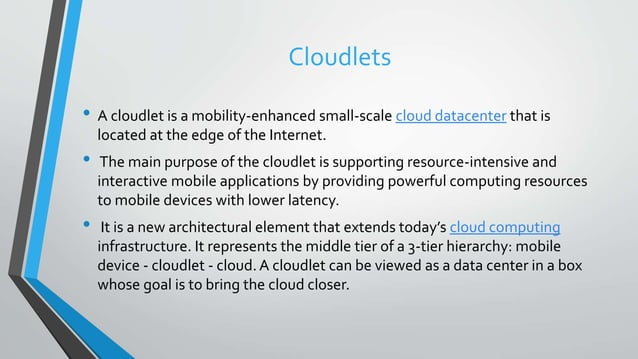 Cloudlets
• A cloudlet is a mobility-enhanced small-scale cloud datacenter that is
located at the edge of the Internet.
• The main purpose of the cloudlet is supporting resource-intensive and
interactive mobile applications by providing powerful computing resources
to mobile devices with lower latency.
• It is a new architectural element that extends today’s cloud computing
infrastructure. It represents the middle tier of a 3-tier hierarchy: mobile
device - cloudlet - cloud. A cloudlet can be viewed as a data center in a box
whose goal is to bring the cloud closer.